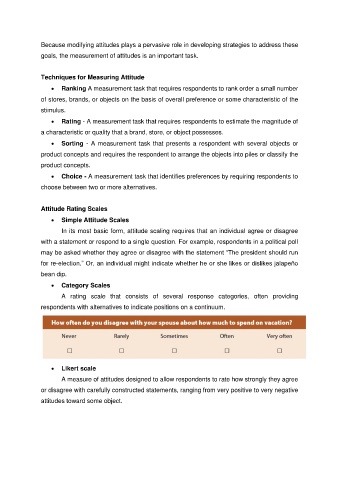 Because modifying attitudes plays a pervasive role in developing strategies to address these
goals, the measurement of attitudes is an important task.
Techniques for Measuring Attitude
• Ranking A measurement task that requires respondents to rank order a small number
of stores, brands, or objects on the basis of overall preference or some characteristic of the
stimulus.
• Rating - A measurement task that requires respondents to estimate the magnitude of
a characteristic or quality that a brand, store, or object possesses.
• Sorting - A measurement task that presents a respondent with several objects or
product concepts and requires the respondent to arrange the objects into piles or classify the
product concepts.
• Choice - A measurement task that identifies preferences by requiring respondents to
choose between two or more alternatives.
Attitude Rating Scales
• Simple Attitude Scales
In its most basic form, attitude scaling requires that an individual agree or disagree
with a statement or respond to a single question. For example, respondents in a political poll
may be asked whether they agree or disagree with the statement “The president should run
for re-election.” Or, an individual might indicate whether he or she likes or dislikes jalapeño
bean dip.
• Category Scales
A rating scale that consists of several response categories, often providing
respondents with alternatives to indicate positions on a continuum.
How often do you disagree with your spouse about how much to spend on vacation?
Never Rarely Sometimes Often Very often
☐ ☐ ☐ ☐ ☐
• Likert scale
A measure of attitudes designed to allow respondents to rate how strongly they agree
or disagree with carefully constructed statements, ranging from very positive to very negative
attitudes toward some object.